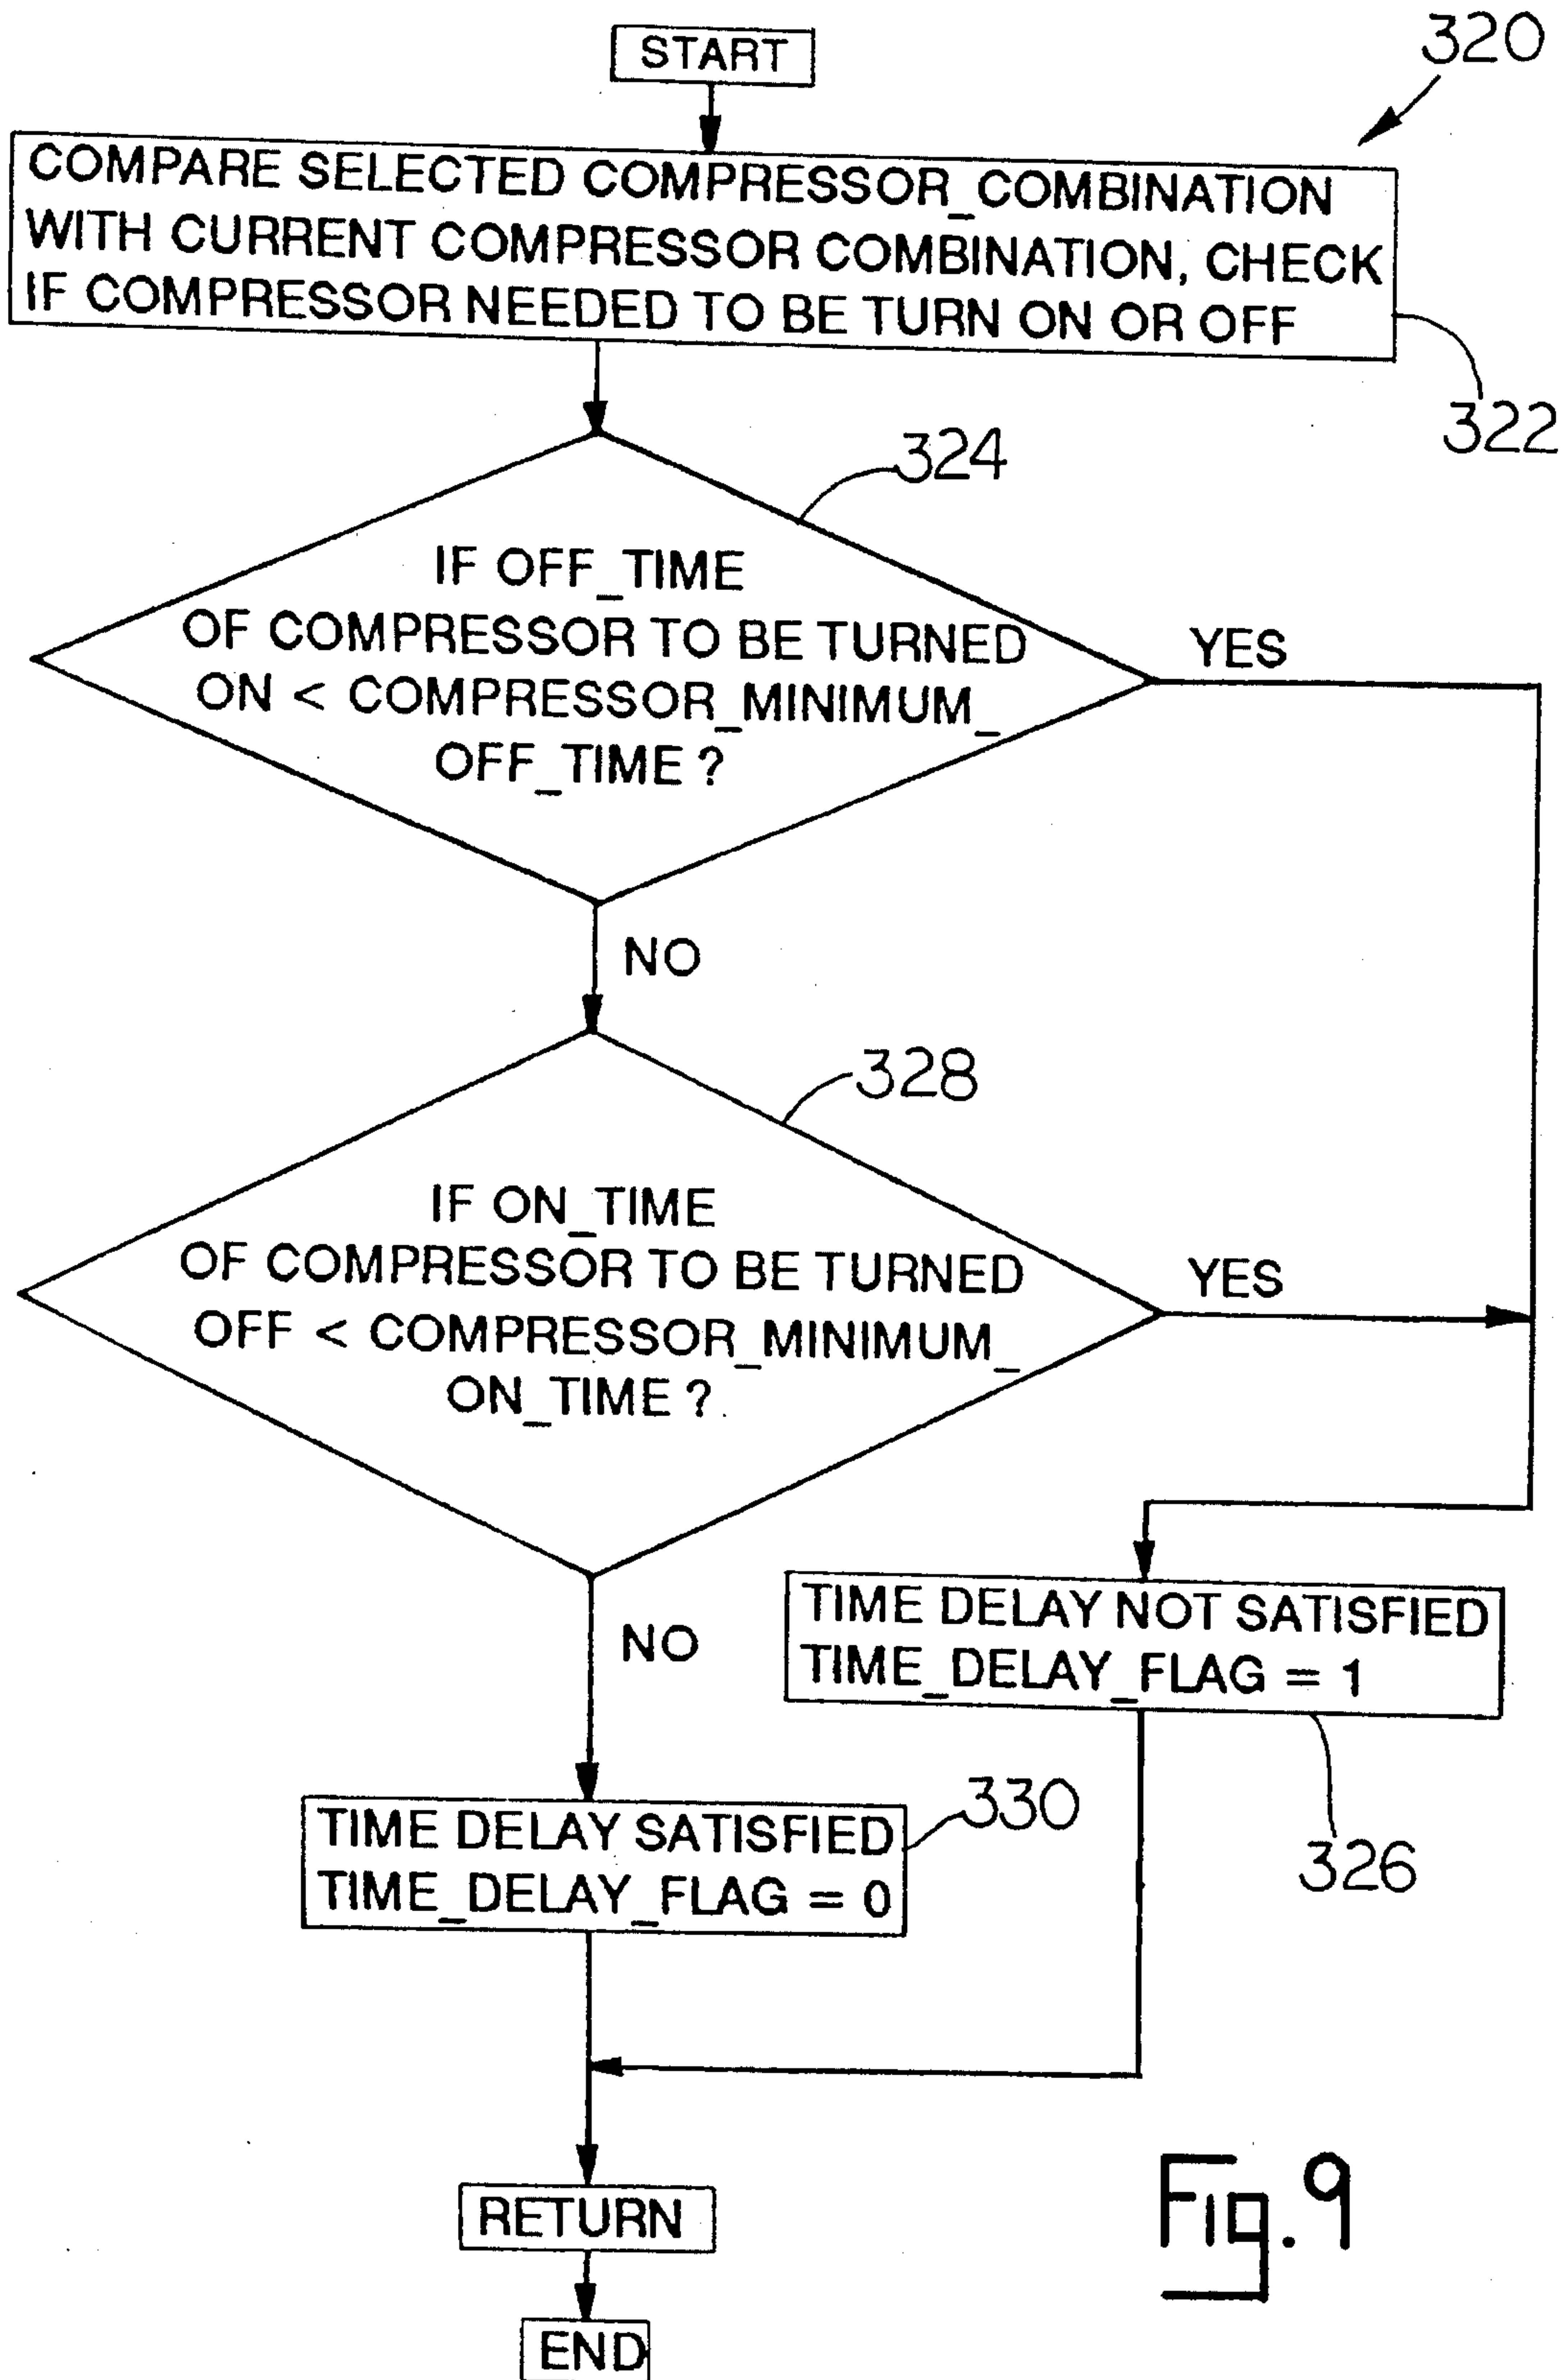 START
320
COMPARE SELECTED COMPRESSOR_COMBINATION
WITH CURRENT COMPRESSOR COMBINATION, CHECK
IF COMPRESSOR NEEDED TO BE TURN ON OR OFF
322
324
IF OFF_TIME
OF COMPRESSOR TO BE TURNED
ON < COMPRESSOR_MINIMUM_
OFF_TIME ?
YES
NO
328
IF ON_TIME
OF COMPRESSOR TO BE TURNED
OFF < COMPRESSOR_MINIMUM_
ON_TIME ?
YES
NO
TIME DELAY NOT SATISFIED
TIME_DELAY_FLAG = 1
326
TIME DELAY SATISFIED
TIME_DELAY_FLAG = 0
330
RETURN
END
Fig. 9